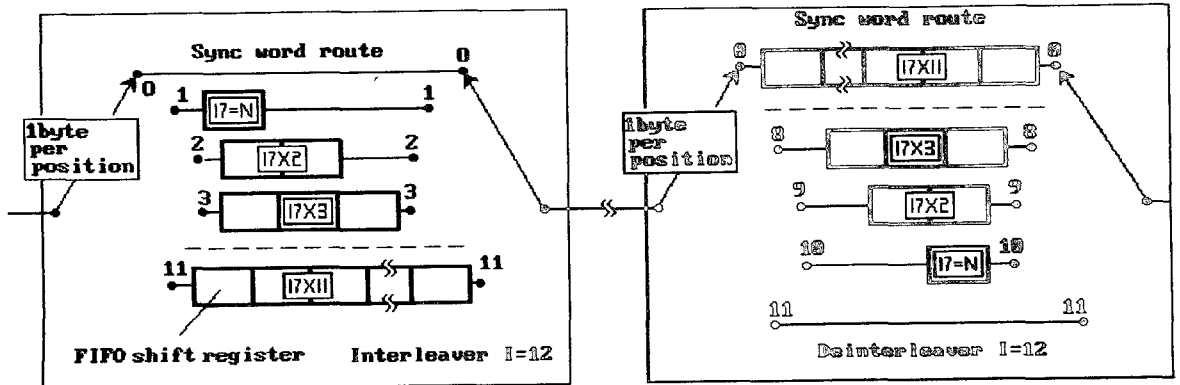 Sync word route
0
0
1
17=N
1
1byte
per
position
2
17X2
2
3
17X3
3
11
17X11
11
FIFO shift register
Interleaver I=12
Sync word route
0
17X11
0
1byte
per
position
8
17X3
8
9
17X2
9
10
17=N
10
11
11
Deinterleaver I=12